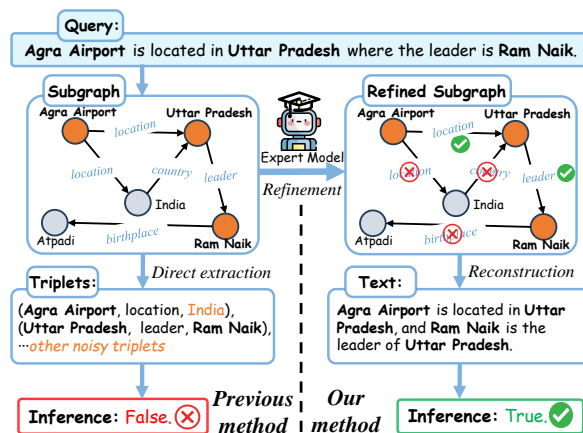 Query:
Agra Airport is located in Uttar Pradesh where the leader is Ram Naik.
Subgraph
Agra Airport
Uttar Pradesh
location
location
country
leader
India
Atpadi
birthplace
Ram Naik
Expert Model
Refinement
Refined Subgraph
Agra Airport
Uttar Pradesh
location
location
country
leader
India
Atpadi
birthplace
Ram Naik
Direct extraction
Reconstruction
Triplets:
(Agra Airport, location, India),
(Uttar Pradesh, leader, Ram Naik),
...other noisy triplets
Text:
Agra Airport is located in Uttar
Pradesh, and Ram Naik is the
leader of Uttar Pradesh.
Inference: False.
Previous
method
Our
method
Inference: True.